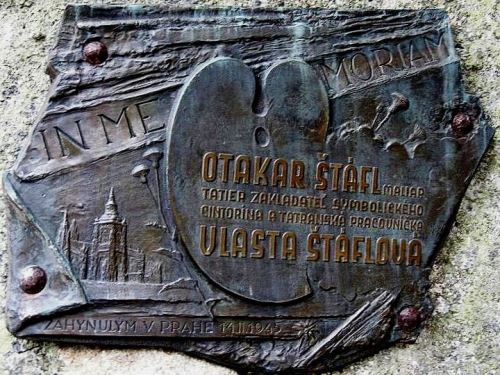 IN MEMORIAM
OTAKAR ŠTÁFL MALIAR
TATIER ZAKLADATEĽ SYMBOLICKÉHO
CINTORÍNA A TATRANSKÁ PRACOVNÍČKA
VLASTA ŠTÁFLOVÁ
ZAHYNULÝM V PRAHE 14.II.1945